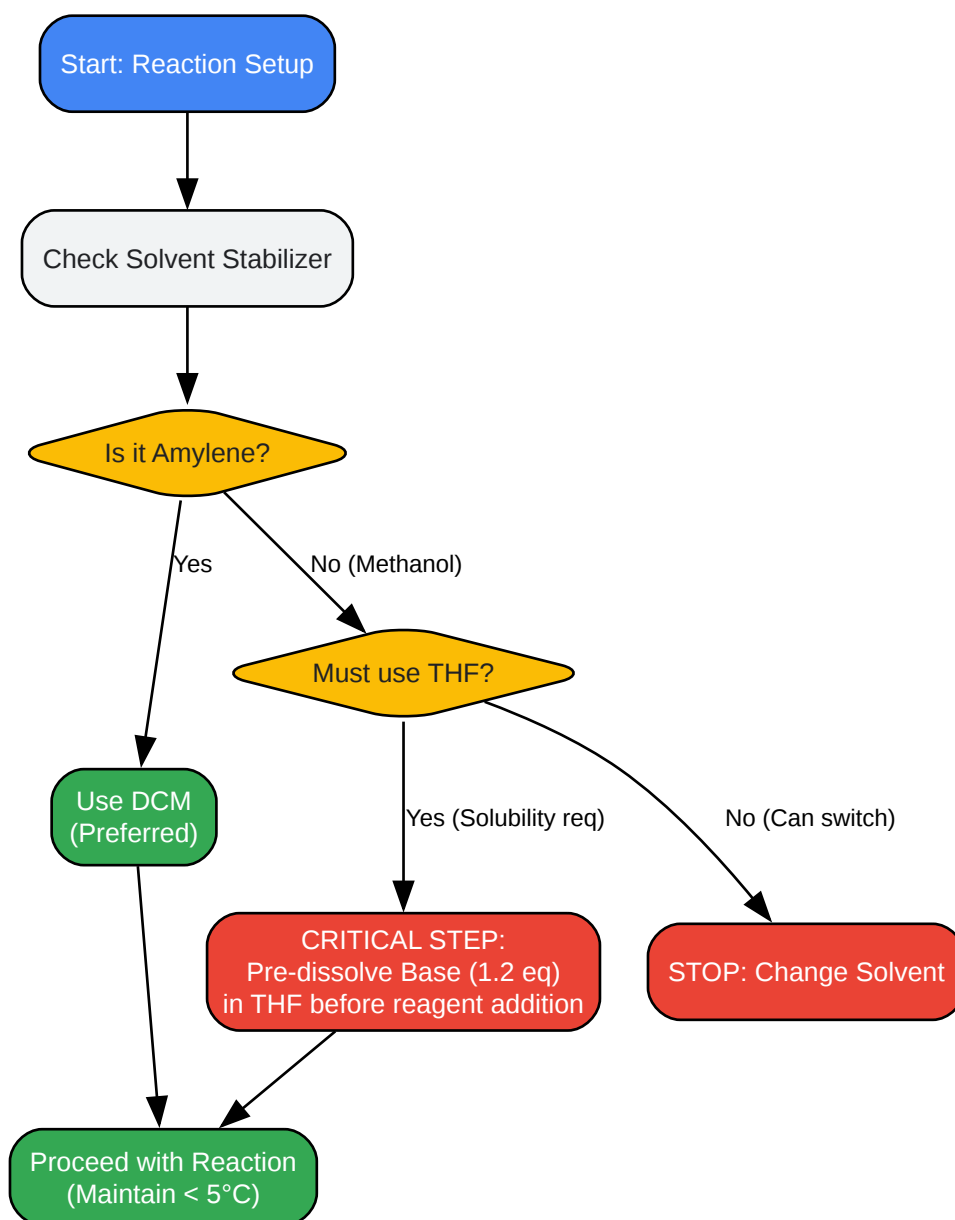 Start: Reaction Setup
Check Solvent Stabilizer
Is it Amylene?
Yes
No (Methanol)
Must use THF?
Use DCM
(Preferred)
Yes (Solubility req)
No (Can switch)
CRITICAL STEP:
Pre-dissolve Base (1.2 eq)
in THF before reagent addition
STOP: Change Solvent
Proceed with Reaction
(Maintain < 5°C)